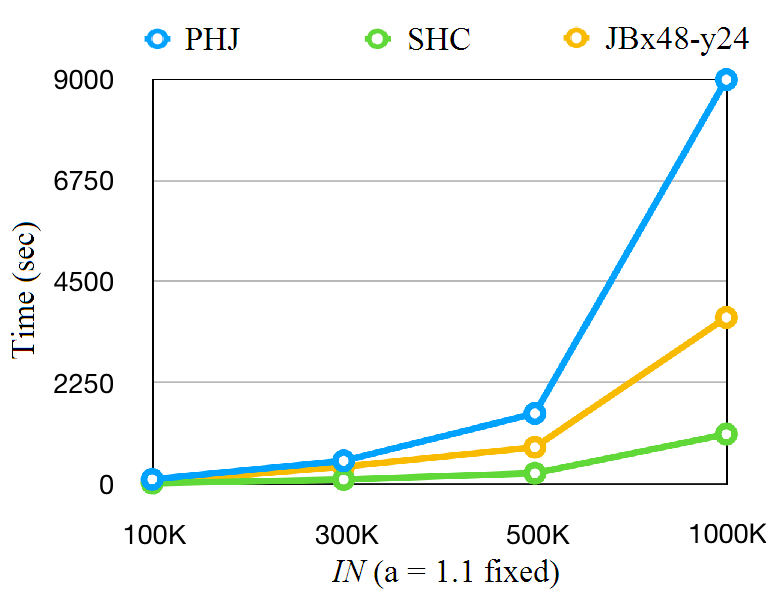 PHJ SHC JBx48-y24
9000
6750
4500
2250
0
Time (sec)
100K 300K 500K 1000K
IN (a = 1.1 fixed)